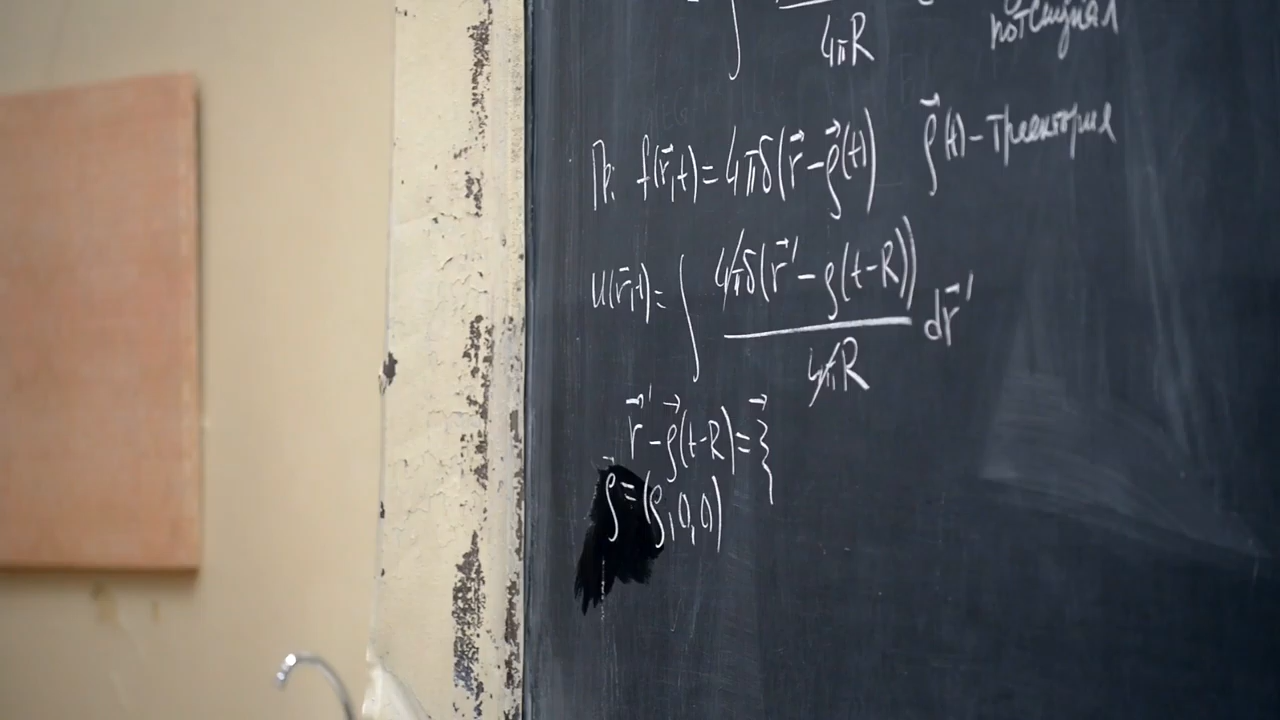 ∫ 4πR потенциал
Пр. f(r⃗,t) = 4πδ(r⃗ − ρ⃗(t)) ρ⃗(t) – траектория
u(r⃗,t) = ∫ 4πδ(r⃗′ − ρ(t−R)) / 4πR dr⃗′
r⃗′ − ρ⃗(t−R) = ξ⃗
ρ⃗ = (ρ, 0, 0)